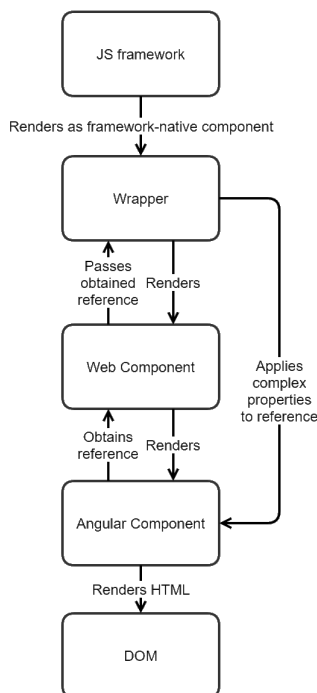 JS framework
Renders as framework-native component
Wrapper
Passes
obtained
reference
Renders
Web Component
Applies
complex
properties
to reference
Obtains
reference
Renders
Angular Component
Renders HTML
DOM